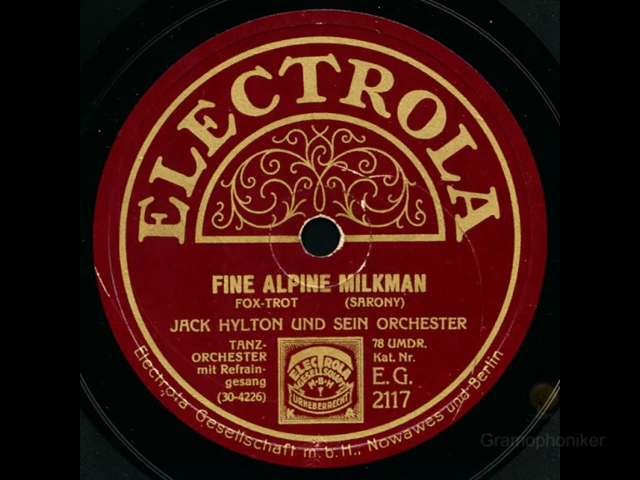 ELECTROLA
FINE ALPINE MILKMAN
FOX-TROT (SARONY)
JACK HYLTON UND SEIN ORCHESTER
TANZ-
ORCHESTER
mit Refrain-
gesang
(30-4226)
ELECTROLA
GESELLSCHAFT
M·B·H
URHEBERRECHT
78 UMDR.
Kat. Nr.
E.G.
2117
Electrola Gesellschaft m.b.H., Nowawes und Berlin
Gramophoniker